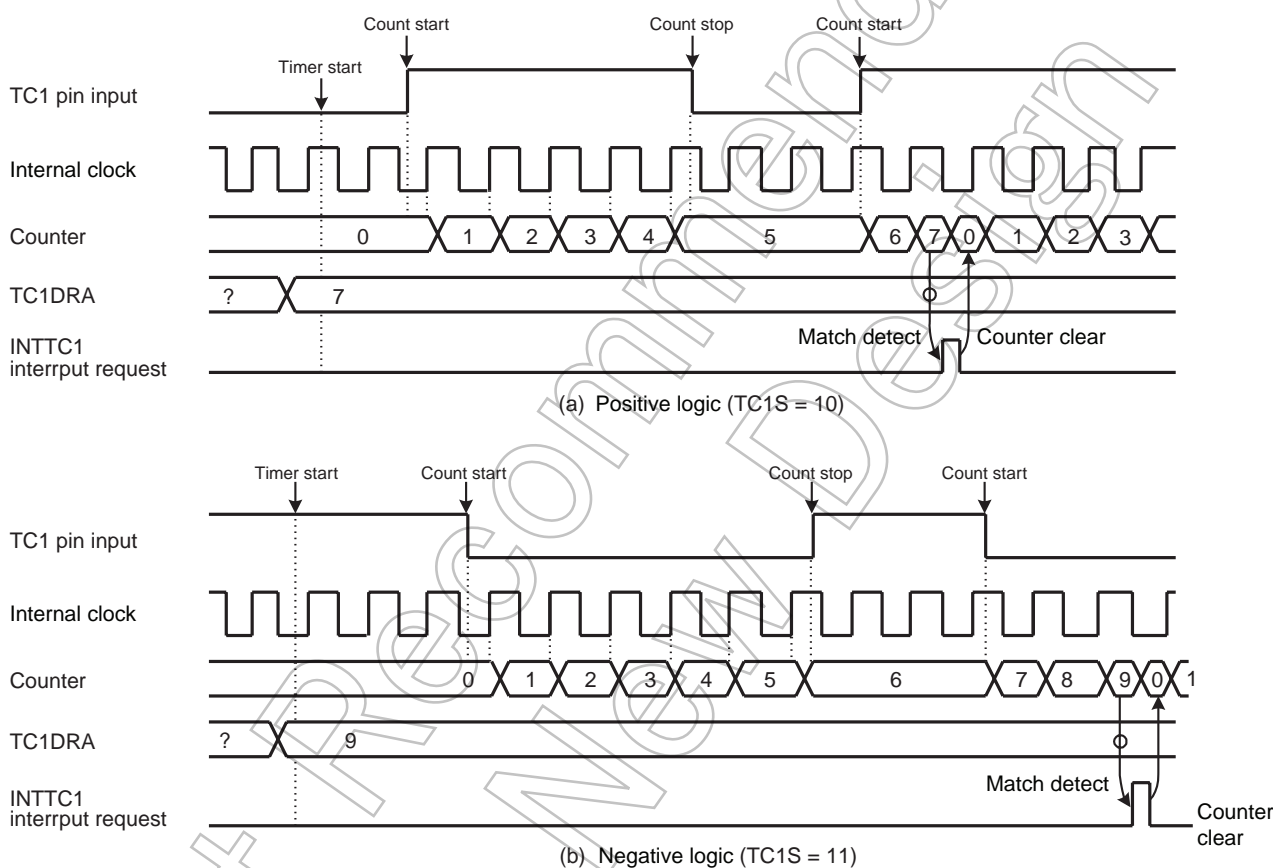 Count start Count stop Count start
Timer start
TC1 pin input
Internal clock
Counter 0 1 2 3 4 5 6 7 0 1 2 3
TC1DRA ? 7
Match detect Counter clear
INTTC1
interrput request
(a) Positive logic (TC1S = 10)
Timer start Count start Count stop Count start
TC1 pin input
Internal clock
Counter 0 1 2 3 4 5 6 7 8 9 0 1
TC1DRA ? 9
Match detect
INTTC1
interrput request
Counter
clear
(b) Negative logic (TC1S = 11)
Recommend
New Design